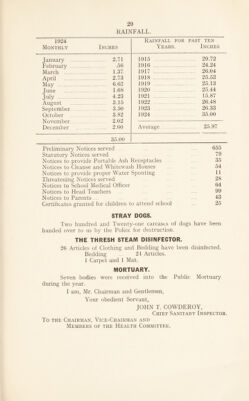 20
RAINFALL.
1924 Rainfall for past ten
Monthly Inches Years. Inches
January 2.71 1915 29.72
February .56 1916 24.24
March 1.37 1917 26.04
April 2.73 1918 25.53
May 6.62 1919 25.13
June 1.68 1920 25.44
July 4.23 1921 15.87
August 3.15 1922 26.48
September 3.50 1923 26.33
October 3.82 1924 35.00
November 2.02
December 2.60 Average 25.97
35.00
Preliminary Notices served 655
Statutory Notices served 79
Notices to provide Portable Ash Receptacles 35
Notices to Cleanse and Whitewash Houses 54
Notices to provide proper Water Spouting 11
Threatening Notices served 28
Notices to School Medical Officer 64
Notices to Head Teachers 99
Notices to Parents 43
Certificates granted for children to attend school 25
STRAY DOGS.
Two hundred and Twenty-one carcases of dogs have been
handed over to us by the Police for destruction.
THE THRESH STEAM DISINFECTOR.
26 Articles of Clothing and Bedding have been disinfected.
Bedding 24 Articles.
1 Carpet and 1 Mat.
MORTUARY.
Seven bodies were received into the Public Mortuary
during the year.
I am, Mr. Chairman and Gentlemen,
Your obedient Servant,
JOHN T. COWDEROY,
Chief Sanitary Inspector.
To the Chairman, Vice-Chairman and
Members of the Health Committee.